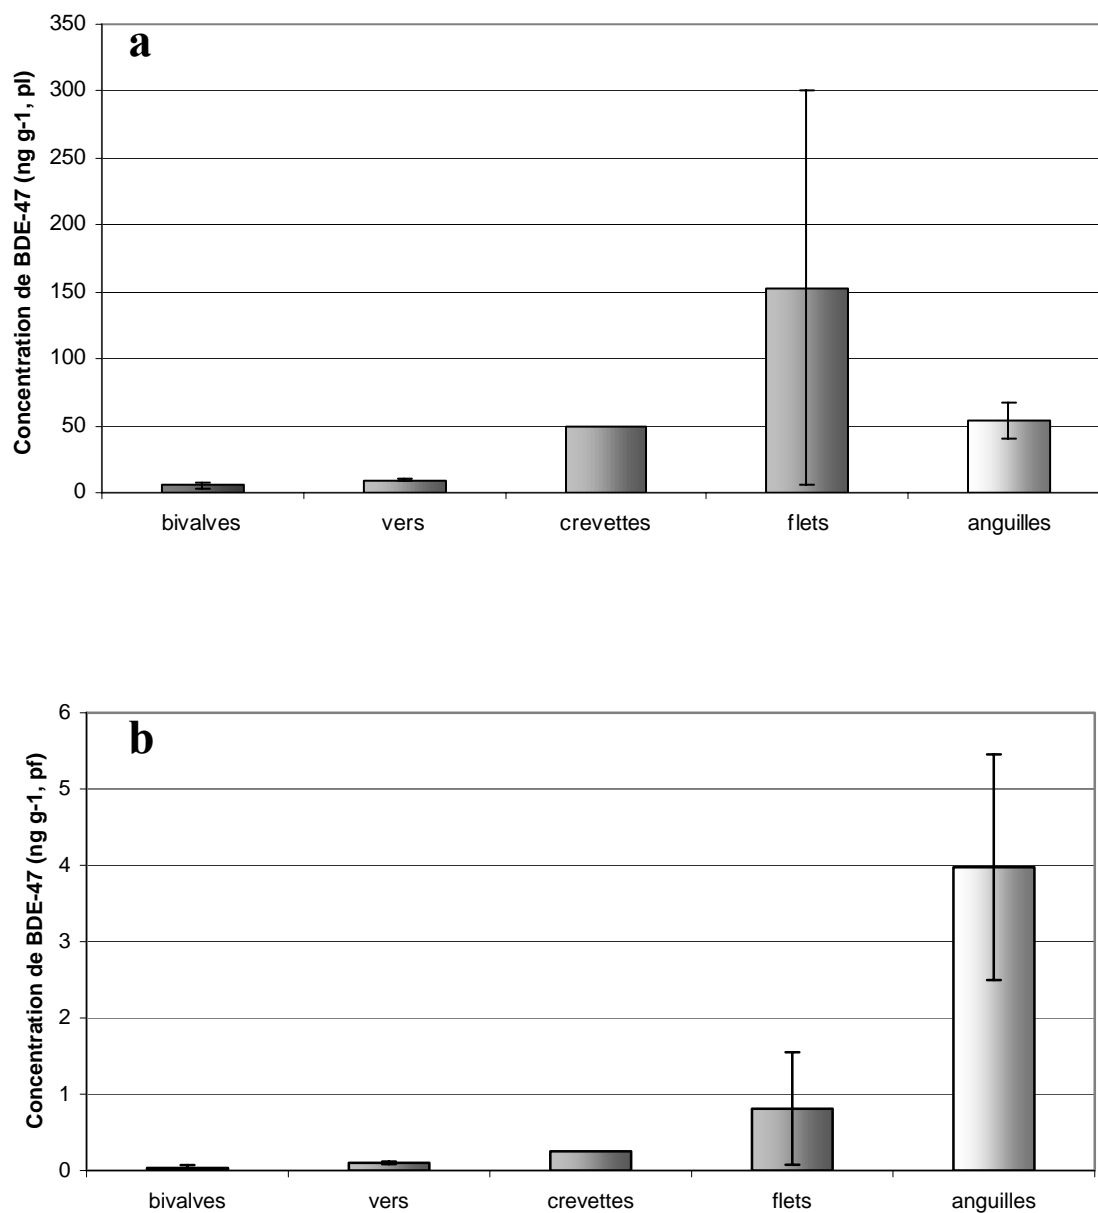 a
Concentration de BDE-47 (ng g-1, pl)
350
300
250
200
150
100
50
0
bivalves vers crevettes flets anguilles
b
Concentration de BDE-47 (ng g-1, pf)
6
5
4
3
2
1
0
bivalves vers crevettes flets anguilles